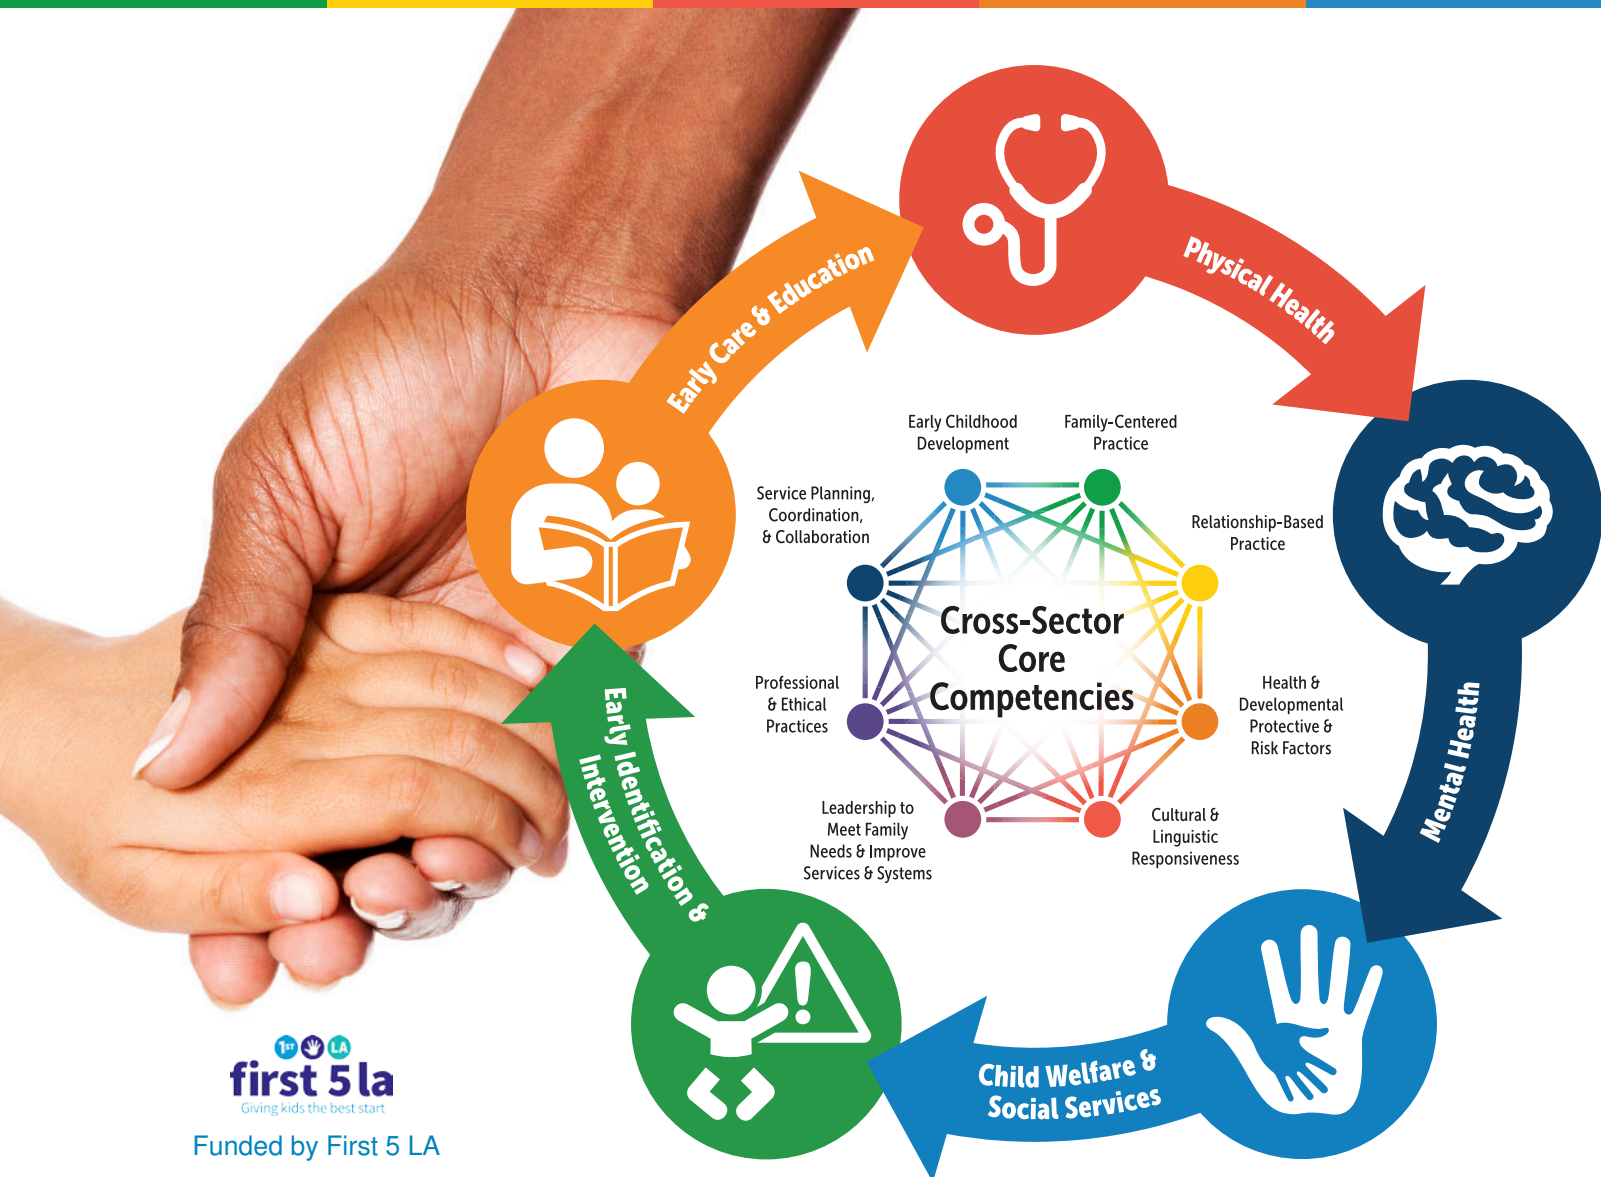 Early Care & Education
Physical Health
Mental Health
Child Welfare &
Social Services
Early Identification &
Intervention
Early Childhood
Development
Family-Centered
Practice
Relationship-Based
Practice
Health &
Developmental
Protective &
Risk Factors
Cultural &
Linguistic
Responsiveness
Leadership to
Meet Family
Needs & Improve
Services & Systems
Professional
& Ethical
Practices
Service Planning,
Coordination,
& Collaboration
Cross-Sector
Core
Competencies
1ST LA
first 5 la
Giving kids the best start
Funded by First 5 LA